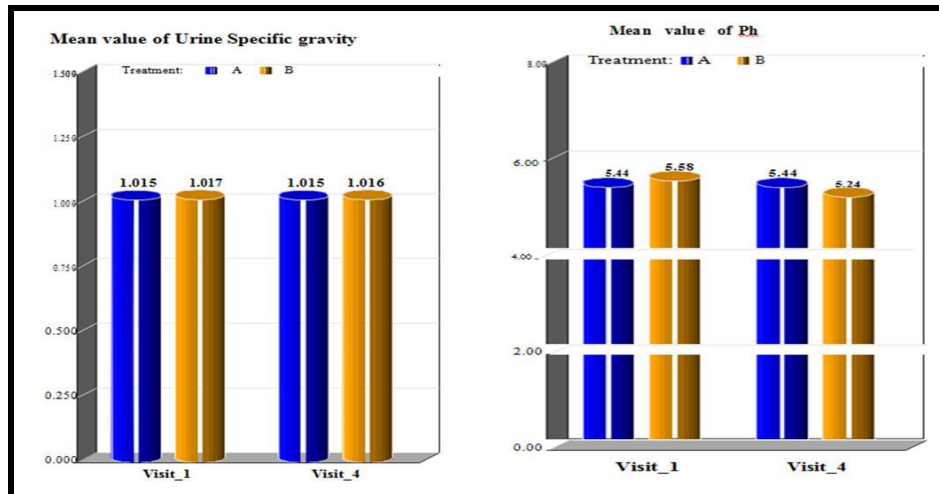 Mean value of Urine Specific gravity
Treatment: A B
1.500
1.250
1.000
0.750
0.500
0.250
0.000
1.015 1.017 1.015 1.016
Visit_1 Visit_4
Mean value of Ph
Treatment: A B
8.00
6.00
4.00
2.00
0.00
5.44 5.58 5.44 5.24
Visit_1 Visit_4